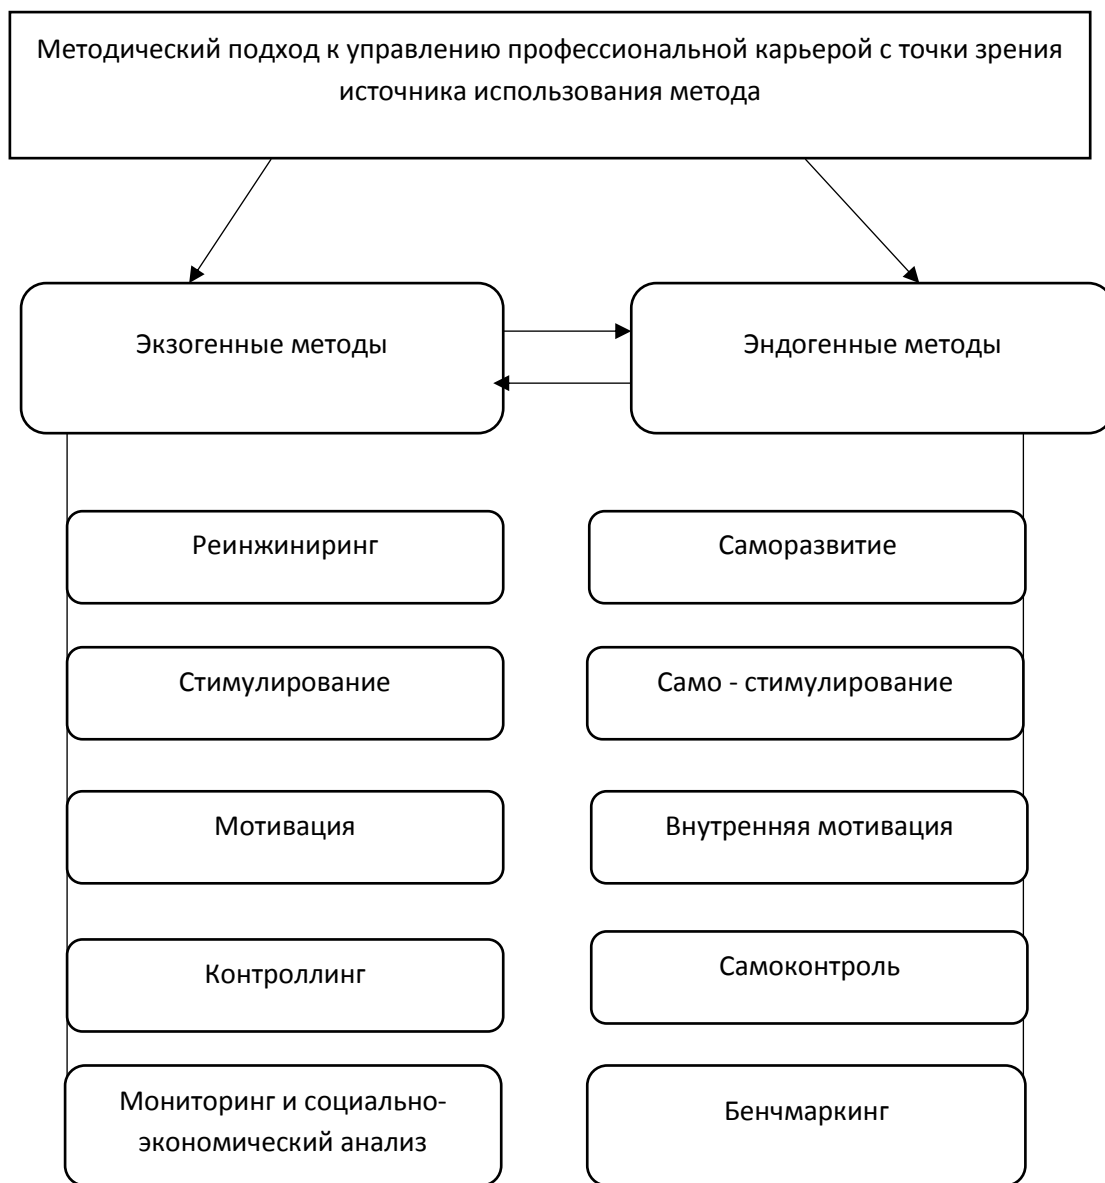 Методический подход к управлению профессиональной карьерой с точки зрения
источника использования метода
Экзогенные методы
Эндогенные методы
Реинжиниринг
Саморазвитие
Стимулирование
Само - стимулирование
Мотивация
Внутренняя мотивация
Контроллинг
Самоконтроль
Мониторинг и социально-
экономический анализ
Бенчмаркинг